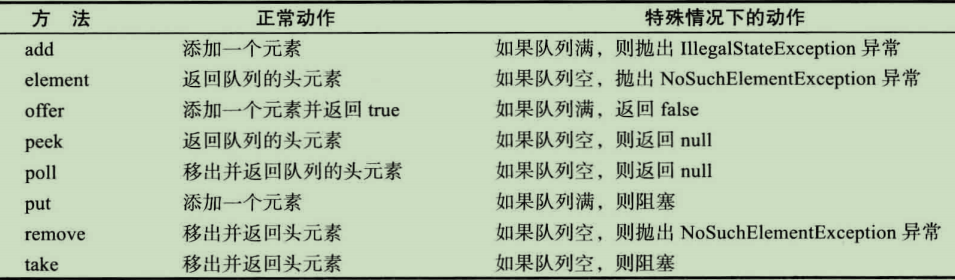 方 法 正常动作 特殊情况下的动作
add 添加一个元素 如果队列满，则抛出 IllegalStateException 异常
element 返回队列的头元素 如果队列空，抛出 NoSuchElementException 异常
offer 添加一个元素并返回 true 如果队列满，返回 false
peek 返回队列的头元素 如果队列空，则返回 null
poll 移出并返回队列的头元素 如果队列空，则返回 null
put 添加一个元素 如果队列满，则阻塞
remove 移出并返回头元素 如果队列空，则抛出 NoSuchElementException 异常
take 移出并返回头元素 如果队列空，则阻塞